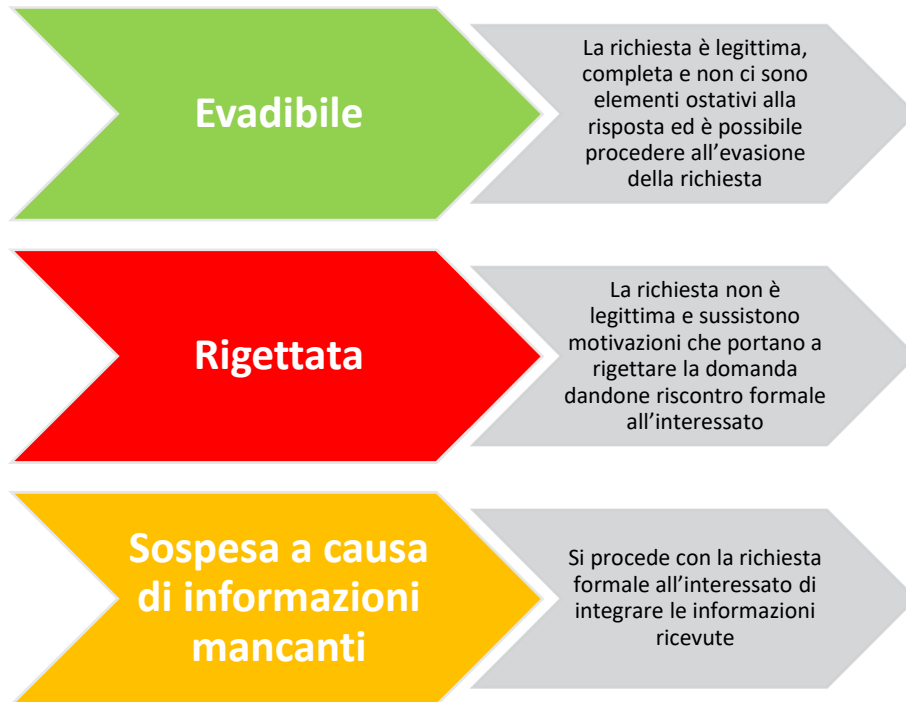 Evadibile
La richiesta è legittima,
completa e non ci sono
elementi ostativi alla
risposta ed è possibile
procedere all’evasione
della richiesta
Rigettata
La richiesta non è
legittima e sussistono
motivazioni che portano a
rigettare la domanda
dandone riscontro formale
all’interessato
Sospesa a causa
di informazioni
mancanti
Si procede con la richiesta
formale all’interessato di
integrare le informazioni
ricevute